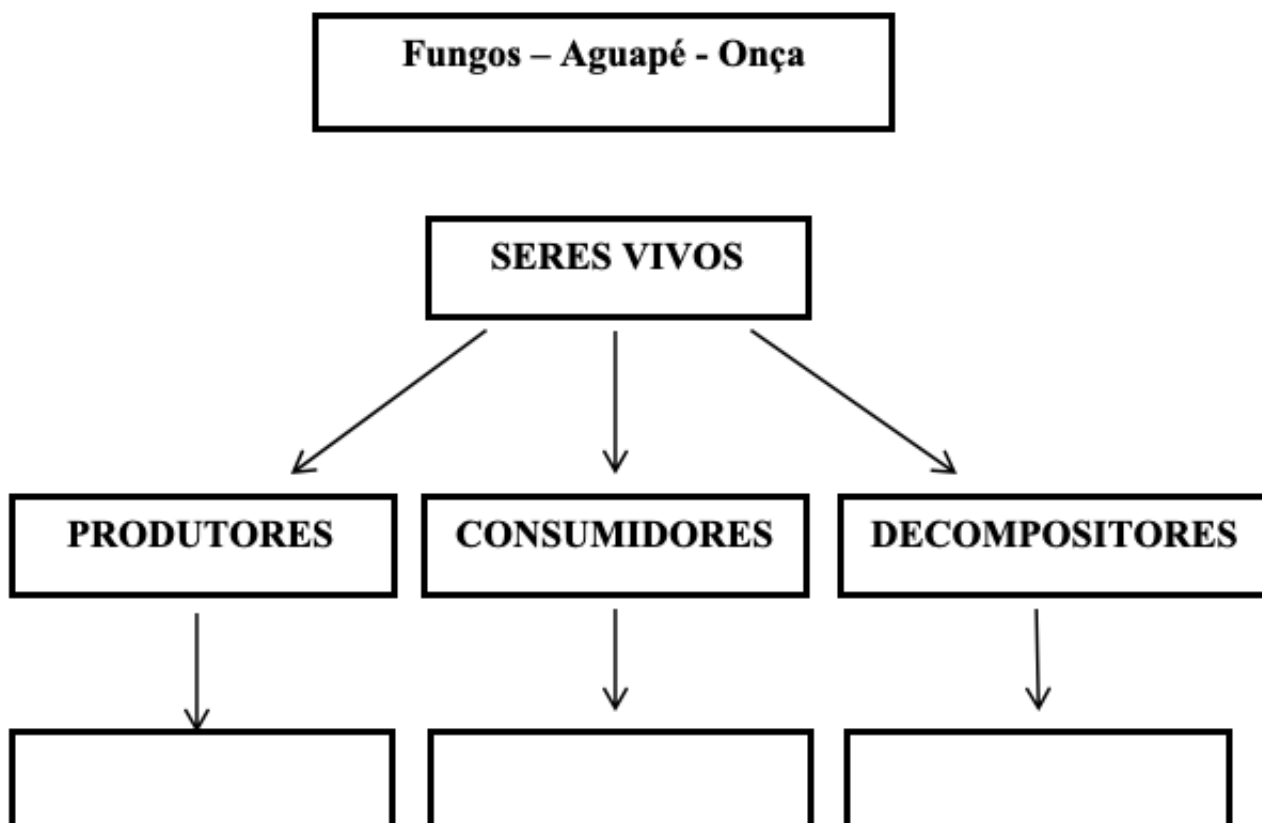 Fungos – Aguapé - Onça
SERES VIVOS
PRODUTORES
CONSUMIDORES
DECOMPOSITORES